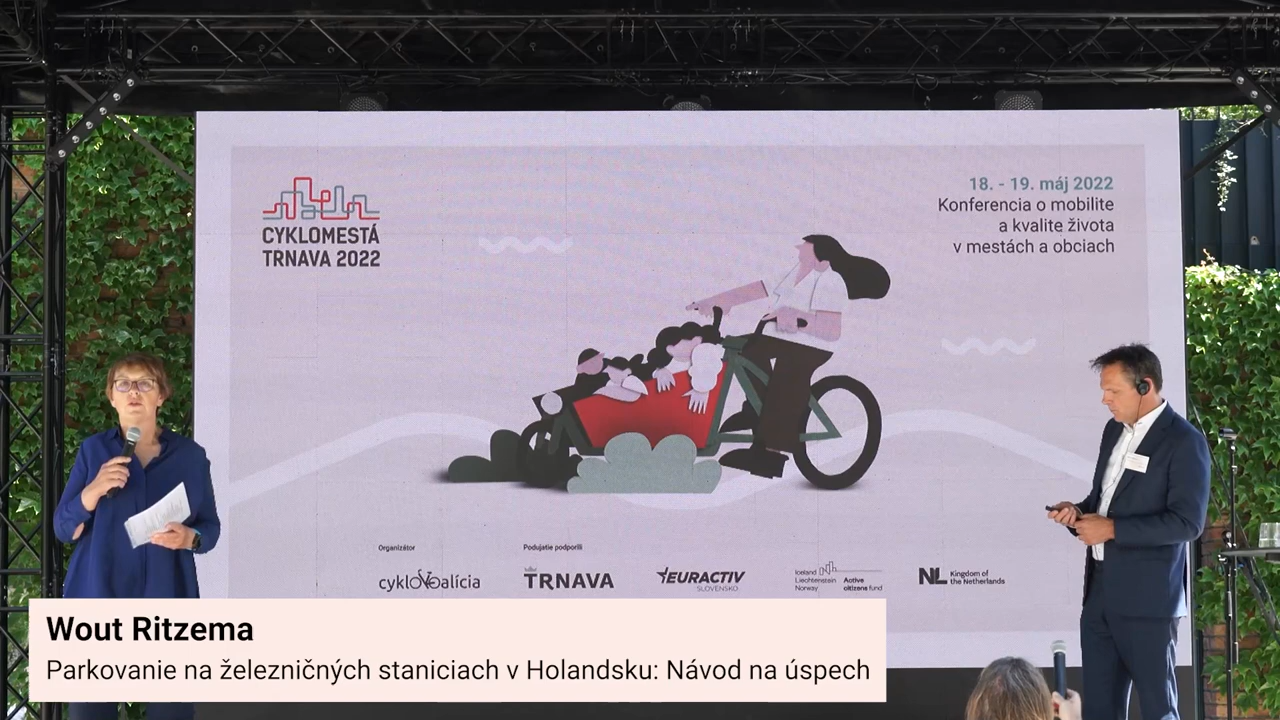 CYKLOMESTÁ
TRNAVA 2022
18. - 19. máj 2022
Konferencia o mobilite
a kvalite života
v mestách a obciach
Organizátor
Podujatie podporili
cykloVoalícia
TRNAVA
EURACTIV
SLOVENSKO
Iceland
Liechtenstein
Norway
Active
citizens fund
NL
Kingdom of
the Netherlands
Wout Ritzema
Parkovanie na železničných staniciach v Holandsku: Návod na úspech